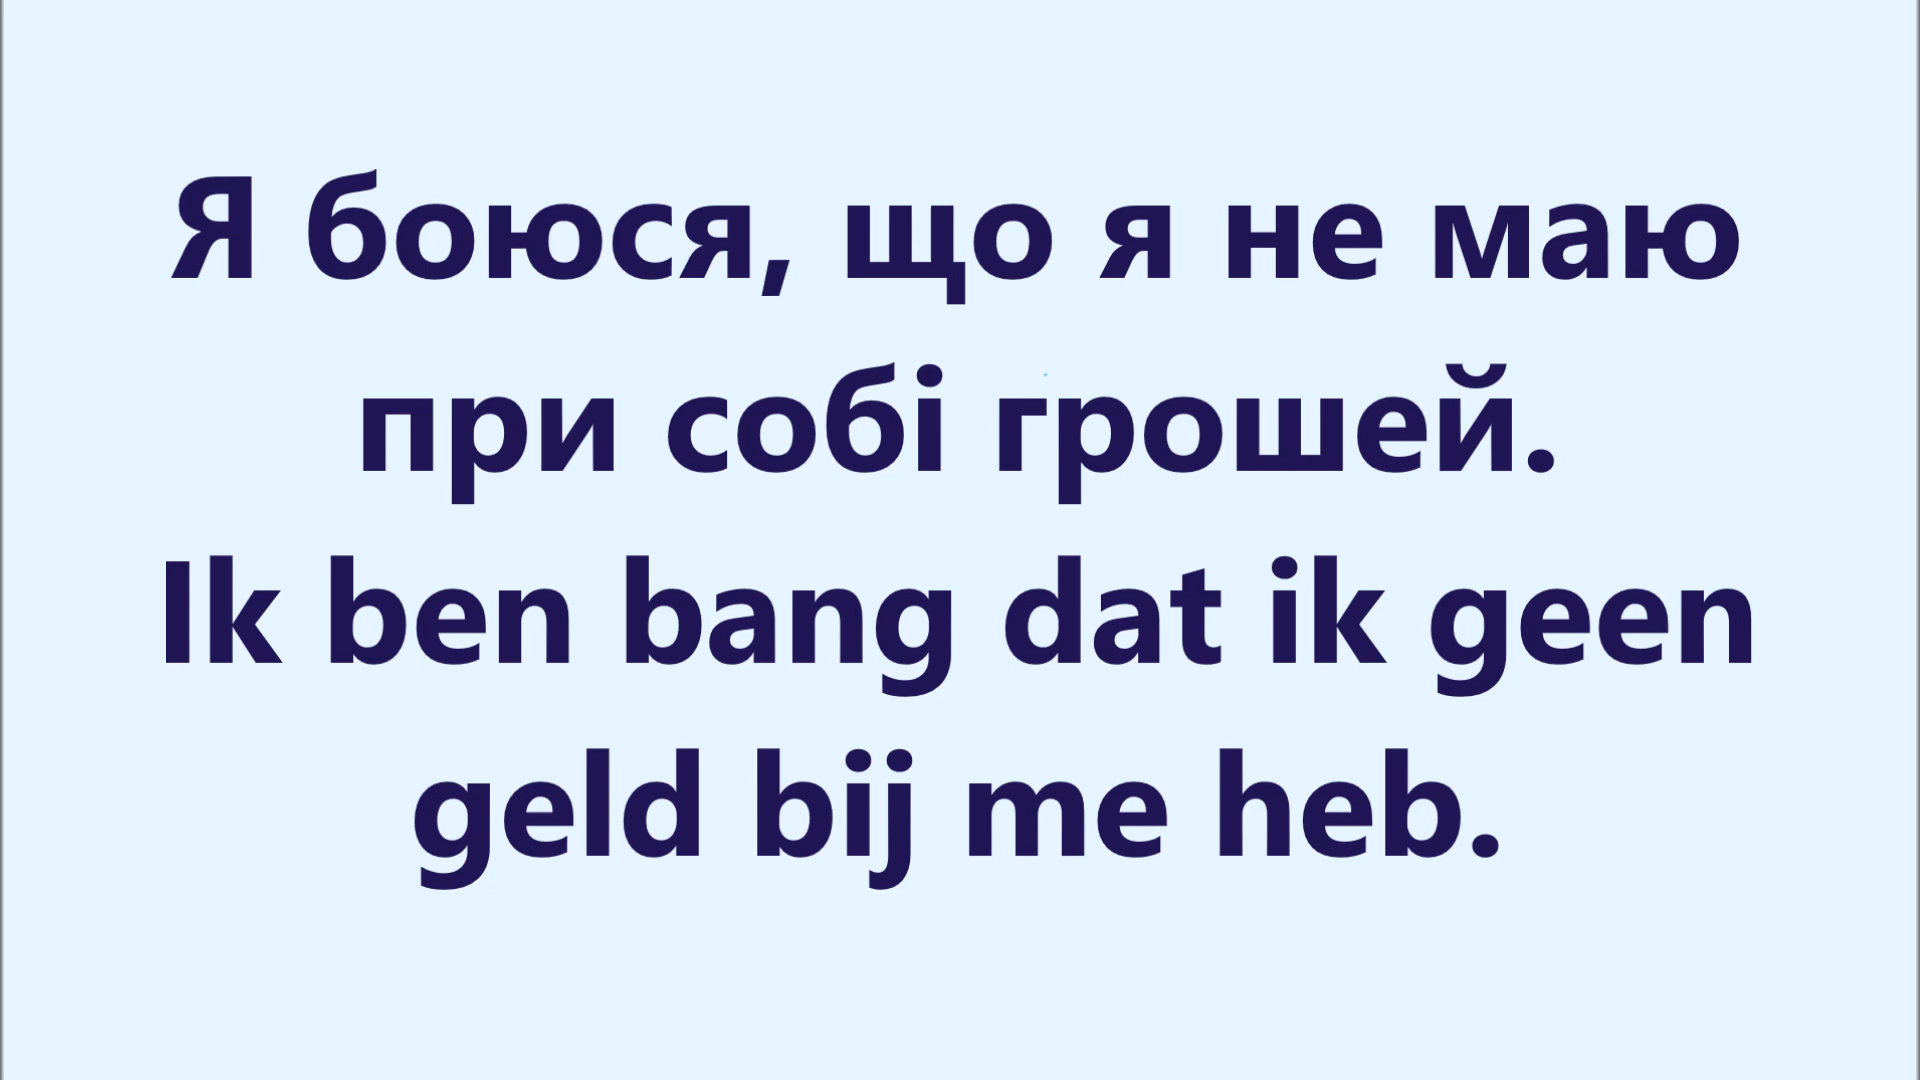 Я боюся, що я не маю
при собі грошей.
Ik ben bang dat ik geen
geld bij me heb.